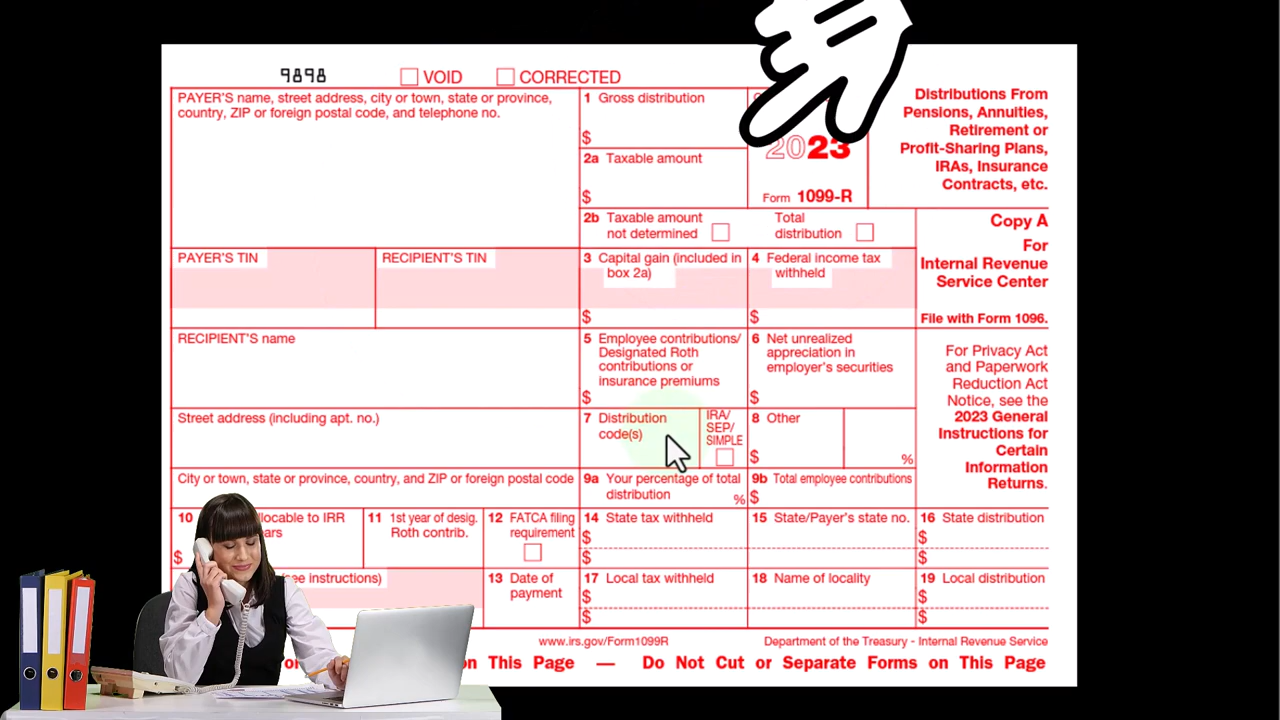 9898
VOID
CORRECTED
PAYER'S name, street address, city or town, state or province,
country, ZIP or foreign postal code, and telephone no.
1 Gross distribution
$
2a Taxable amount
$
2023
Form 1099-R
Distributions From
Pensions, Annuities,
Retirement or
Profit-Sharing Plans,
IRAs, Insurance
Contracts, etc.
2b Taxable amount
not determined
Total
distribution
Copy A
For
Internal Revenue
Service Center
File with Form 1096.
PAYER'S TIN
RECIPIENT'S TIN
3 Capital gain (included in
box 2a)
$
4 Federal income tax
withheld
$
RECIPIENT'S name
5 Employee contributions/
Designated Roth
contributions or
insurance premiums
$
6 Net unrealized
appreciation in
employer's securities
$
For Privacy Act
and Paperwork
Reduction Act
Notice, see the
2023 General
Instructions for
Certain
Information
Returns.
Street address (including apt. no.)
7 Distribution
code(s)
IRA/
SEP/
SIMPLE
8 Other
$
%
City or town, state or province, country, and ZIP or foreign postal code
9a Your percentage of total
distribution
%
9b Total employee contributions
$
10
to IRR
$
11 1st year of desig.
Roth contrib.
12 FATCA filing
requirement
14 State tax withheld
$
$
15 State/Payer's state no.
16 State distribution
$
$
instructions)
13 Date of
payment
17 Local tax withheld
$
$
18 Name of locality
19 Local distribution
$
$
www.irs.gov/Form1099R
Department of the Treasury - Internal Revenue Service
on This Page — Do Not Cut or Separate Forms on This Page